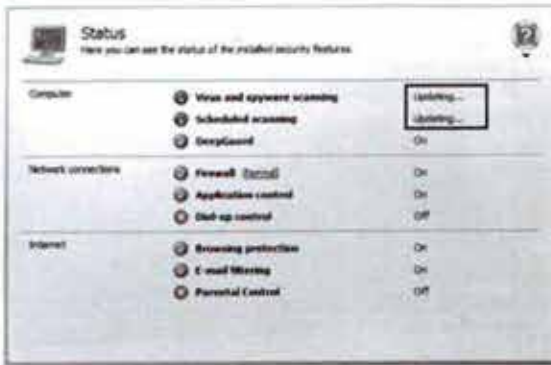 Status
Here you can see the status of the installed security features
Computer
Virus and spyware scanning Updating...
Scheduled scanning Updating...
DeepGuard On
Network connections
Firewall On
Application control On
Dial-up control Off
Internet
Browsing protection On
E-mail filtering On
Parental Control Off